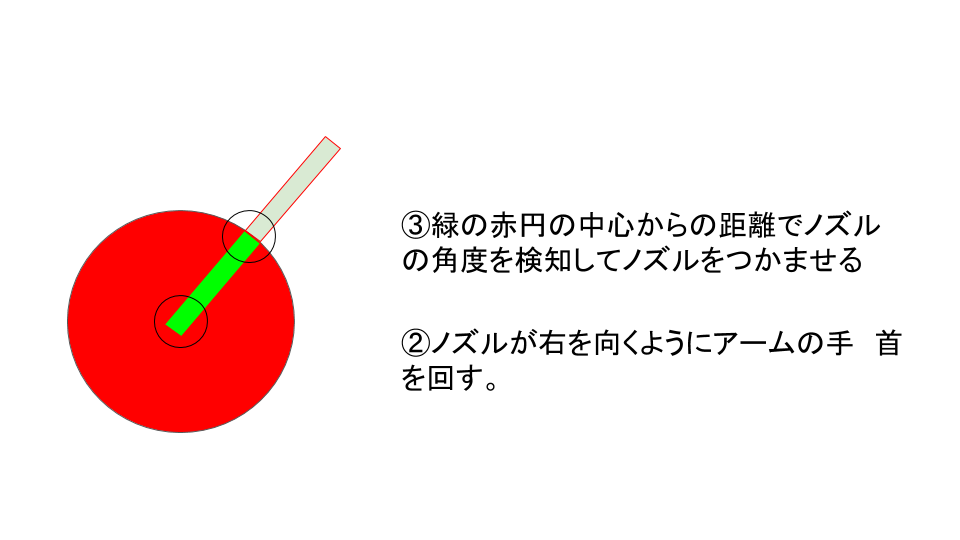 ③緑の赤円の中心からの距離でノズル
の角度を検知してノズルをつかませる
②ノズルが右を向くようにアームの手　首
を回す。